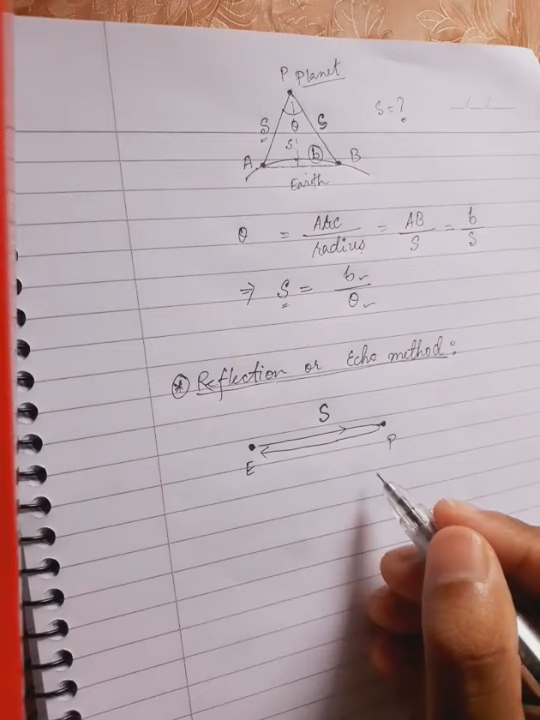 P Planet
S θ S S = ?
S
A b B
Earth
θ = Arc / radius = AB / S = b / S
⇒ S = b / θ
* Reflection or Echo method:
S
E P